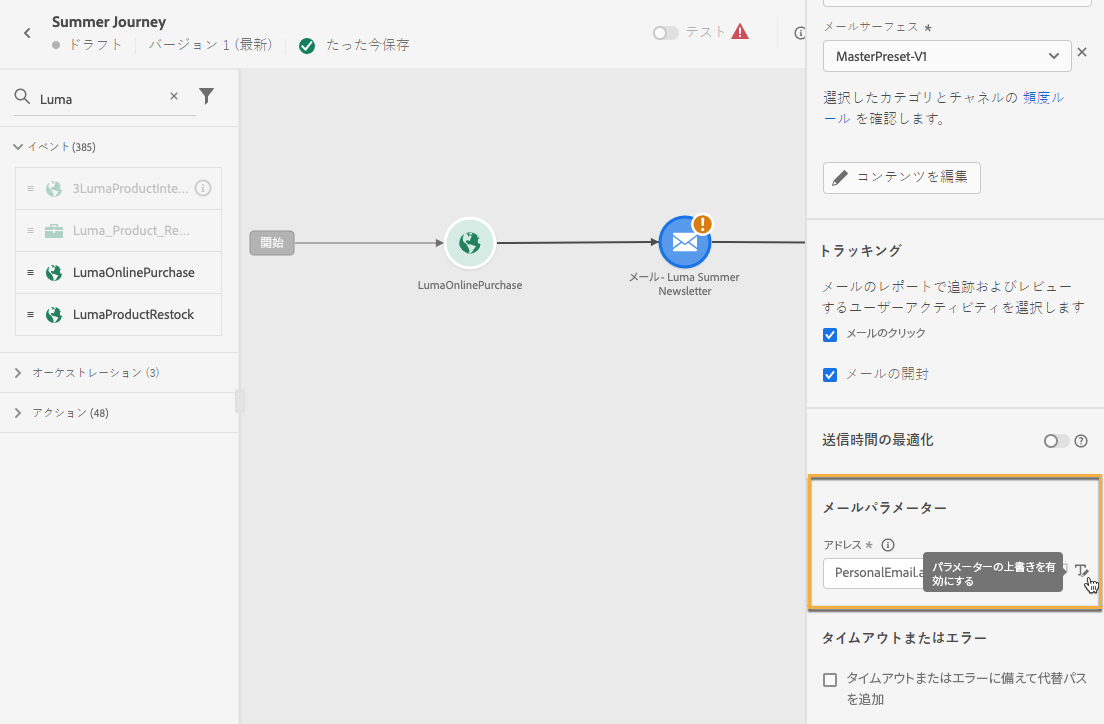 Summer Journey
ドラフト
バージョン 1 (最新)
たった今保存
テスト
Luma
イベント (385)
3LumaProductInte...
Luma_Product_Re...
LumaOnlinePurchase
LumaProductRestock
オーケストレーション (3)
アクション (48)
開始
LumaOnlinePurchase
メール - Luma Summer
Newsletter
メールサーフェス *
MasterPreset-V1
選択したカテゴリとチャネルの 頻度ル
ール を確認します。
コンテンツを編集
トラッキング
メールのレポートで追跡およびレビュー
するユーザーアクティビティを選択します
メールのクリック
メールの開封
送信時間の最適化
メールパラメーター
アドレス *
PersonalEmail.a
パラメーターの上書きを有
効にする
タイムアウトまたはエラー
タイムアウトまたはエラーに備えて代替パス
を追加